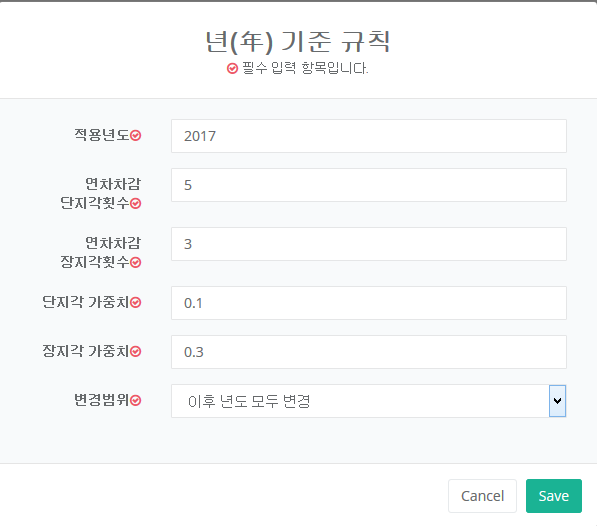 년(年) 기준 규칙
필수 입력 항목입니다.
적용년도
2017
연차차감
단지각횟수
5
연차차감
장지각횟수
3
단지각 가중치
0.1
장지각 가중치
0.3
변경범위
이후 년도 모두 변경
Cancel
Save